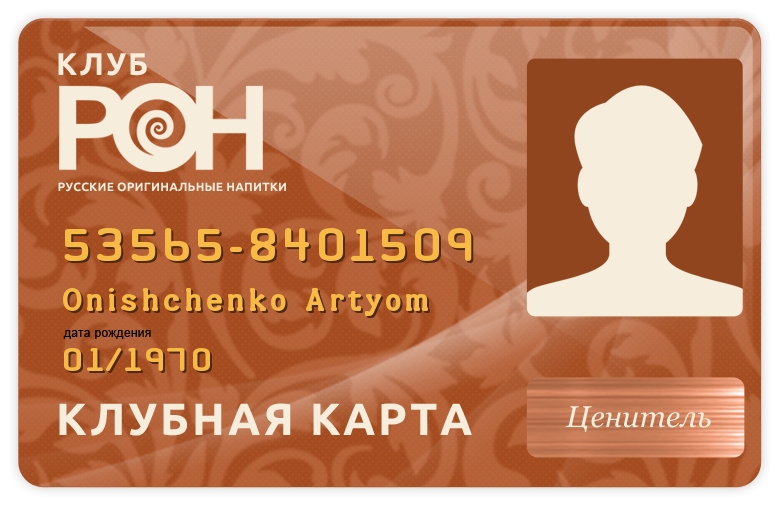 КЛУБ
РОН
РУССКИЕ ОРИГИНАЛЬНЫЕ НАПИТКИ
53565-8401509
Onishchenko Artyom
дата рождения
01/1970
КЛУБНАЯ КАРТА
Ценитель